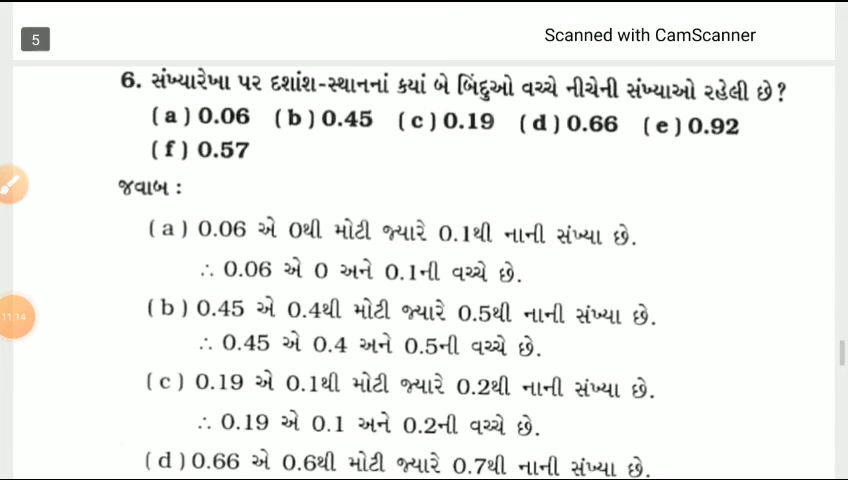 5
Scanned with CamScanner
6. સંખ્યારેખા પર દશાંશ-સ્થાનનાં કયાં બે બિંદુઓ વચ્ચે નીચેની સંખ્યાઓ રહેલી છે?
(a) 0.06 (b) 0.45 (c) 0.19 (d) 0.66 (e) 0.92
(f) 0.57
જવાબ :
(a) 0.06 એ 0થી મોટી જ્યારે 0.1થી નાની સંખ્યા છે.
∴ 0.06 એ 0 અને 0.1ની વચ્ચે છે.
(b) 0.45 એ 0.4થી મોટી જ્યારે 0.5થી નાની સંખ્યા છે.
11:14
∴ 0.45 એ 0.4 અને 0.5ની વચ્ચે છે.
(c) 0.19 એ 0.1થી મોટી જ્યારે 0.2થી નાની સંખ્યા છે.
∴ 0.19 એ 0.1 અને 0.2ની વચ્ચે છે.
(d) 0.66 એ 0.6થી મોટી જ્યારે 0.7થી નાની સંખ્યા છે.